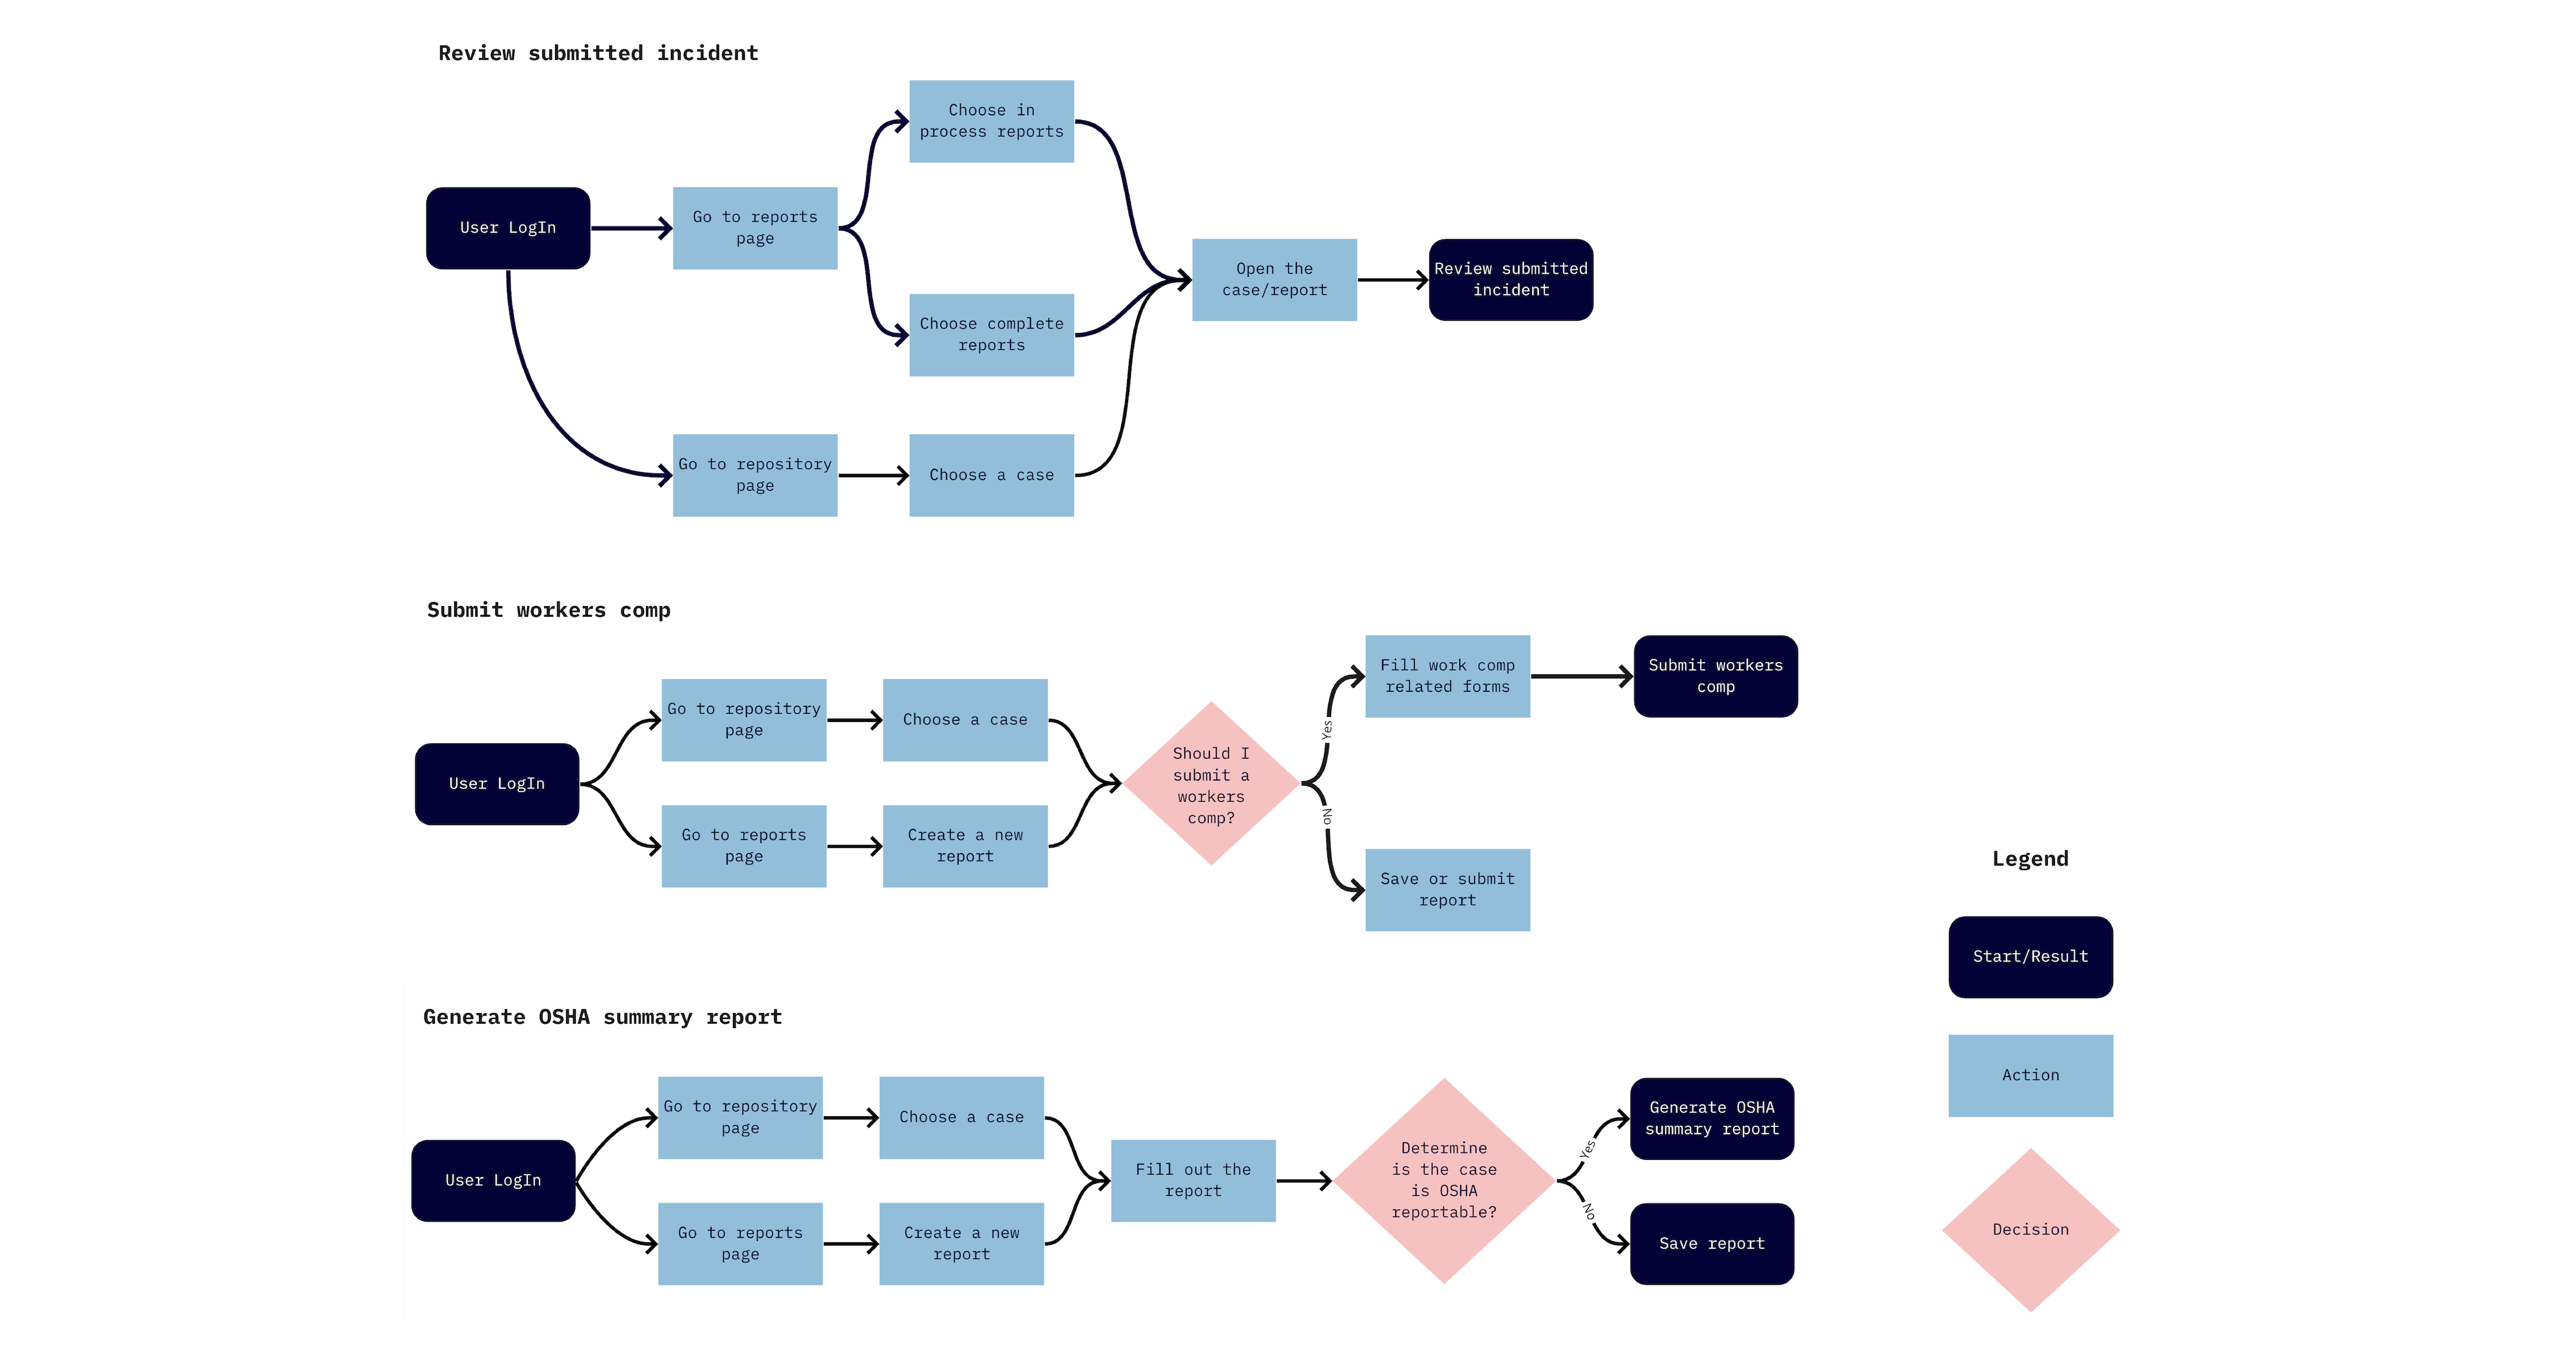 Review submitted incident
Choose in
process reports
User LogIn
Go to reports
page
Choose complete
reports
Open the
case/report
Review submitted
incident
Go to repository
page
Choose a case
Submit workers comp
User LogIn
Go to repository
page
Choose a case
Go to reports
page
Create a new
report
Should I
submit a
workers
comp?
Yes
No
Fill work comp
related forms
Submit workers
comp
Save or submit
report
Generate OSHA summary report
User LogIn
Go to repository
page
Choose a case
Go to reports
page
Create a new
report
Fill out the
report
Determine
is the case
is OSHA
reportable?
Yes
No
Generate OSHA
summary report
Save report
Legend
Start/Result
Action
Decision